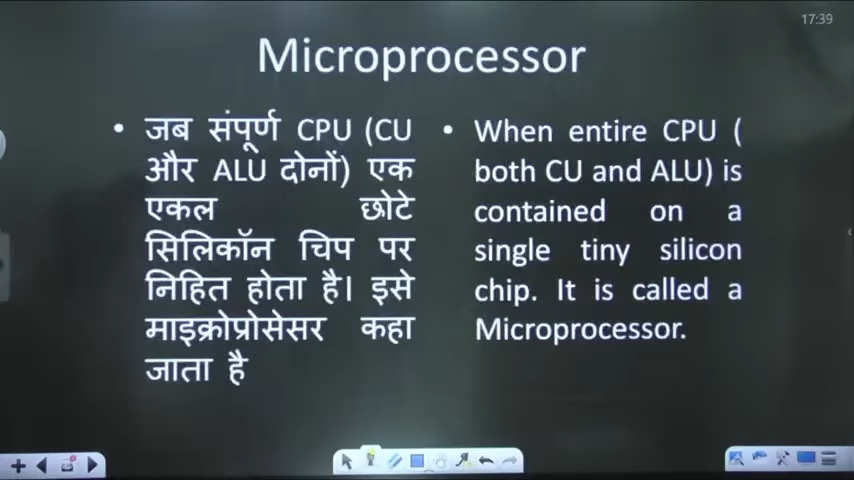 17:39
Microprocessor
• जब संपूर्ण CPU (CU
और ALU दोनों) एक
एकल छोटे
सिलिकॉन चिप पर
निहित होता है। इसे
माइक्रोप्रोसेसर कहा
जाता है
• When entire CPU (
both CU and ALU) is
contained on a
single tiny silicon
chip. It is called a
Microprocessor.